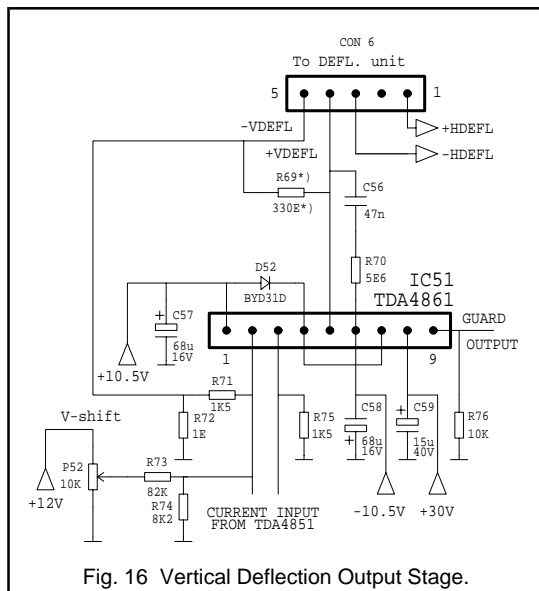 CON 6
To DEFL. unit
5
1
-VDEFL
+HDEFL
+VDEFL
-HDEFL
R69*)
C56
330E*)
47n
R70
5E6
D52
IC51
BYD31D
TDA4861
C57
GUARD
+
68u
16V
1
9
OUTPUT
+10.5V
R71
1K5
C58
+
C59
V-shift
R72
1E
R75
1K5
68u
16V
+
15u
40V
R76
10K
P52
10K
R73
82K
+12V
R74
8K2
CURRENT INPUT
FROM TDA4851
-10.5V
+30V
Fig. 16 Vertical Deflection Output Stage.